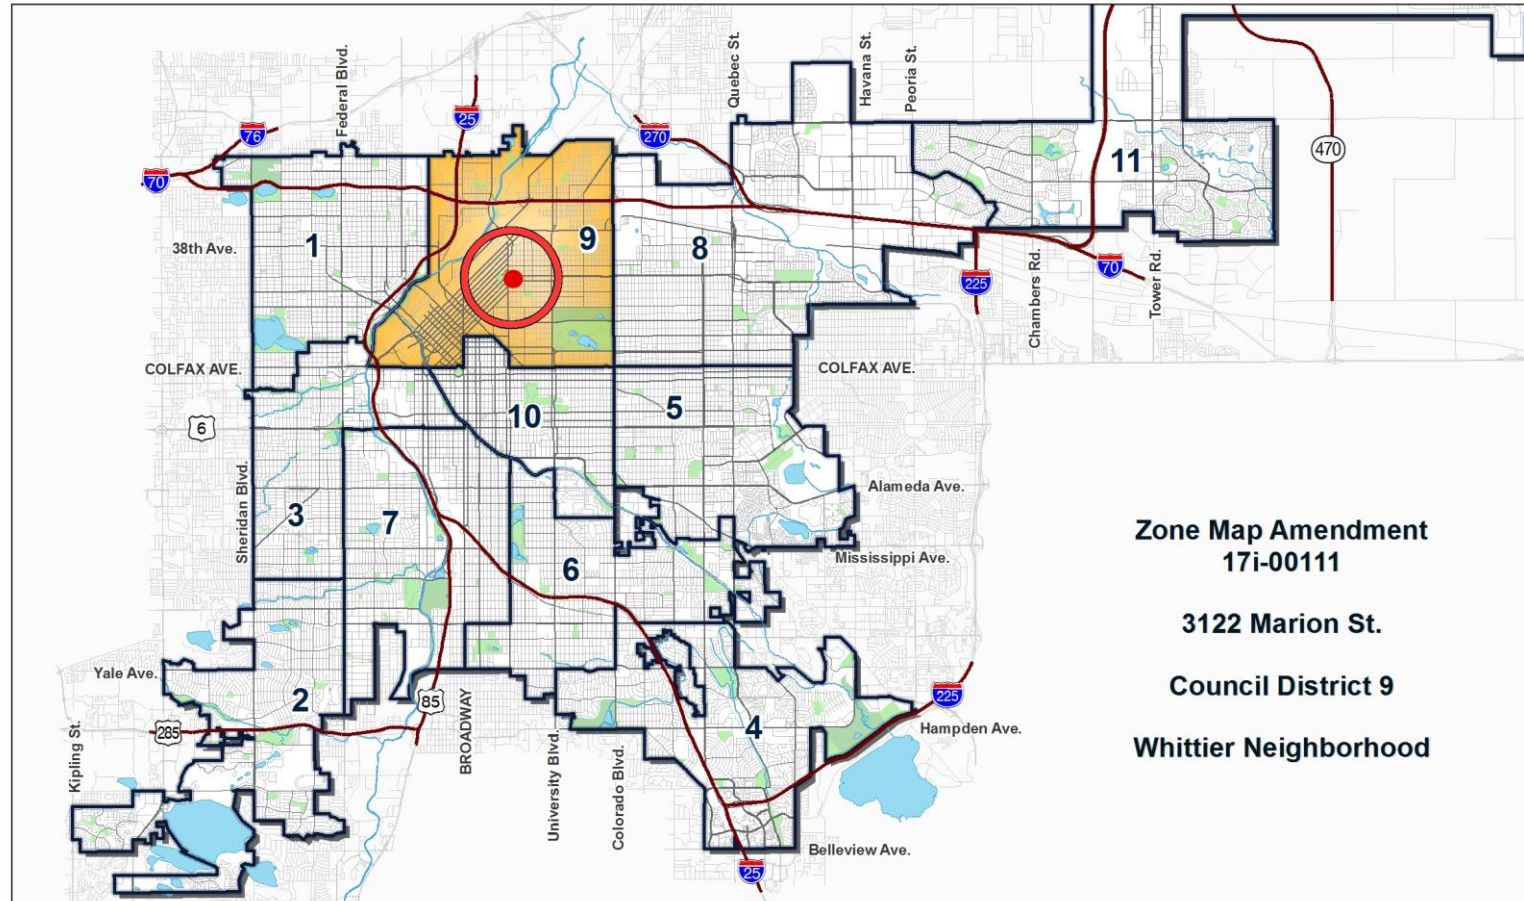 Federal Blvd.
Quebec St.
Havana St.
Peoria St.
76
25
270
470
70
11
38th Ave.
1
9
8
225
70
Chambers Rd.
Tower Rd.
COLFAX AVE.
COLFAX AVE.
6
10
5
Sheridan Blvd.
Alameda Ave.
3
7
Mississippi Ave.
6
Zone Map Amendment
17i-00111
3122 Marion St.
Council District 9
Whittier Neighborhood
Yale Ave.
2
85
BROADWAY
225
285
4
Hampden Ave.
Kipling St.
University Blvd.
Colorado Blvd.
Belleview Ave.
25